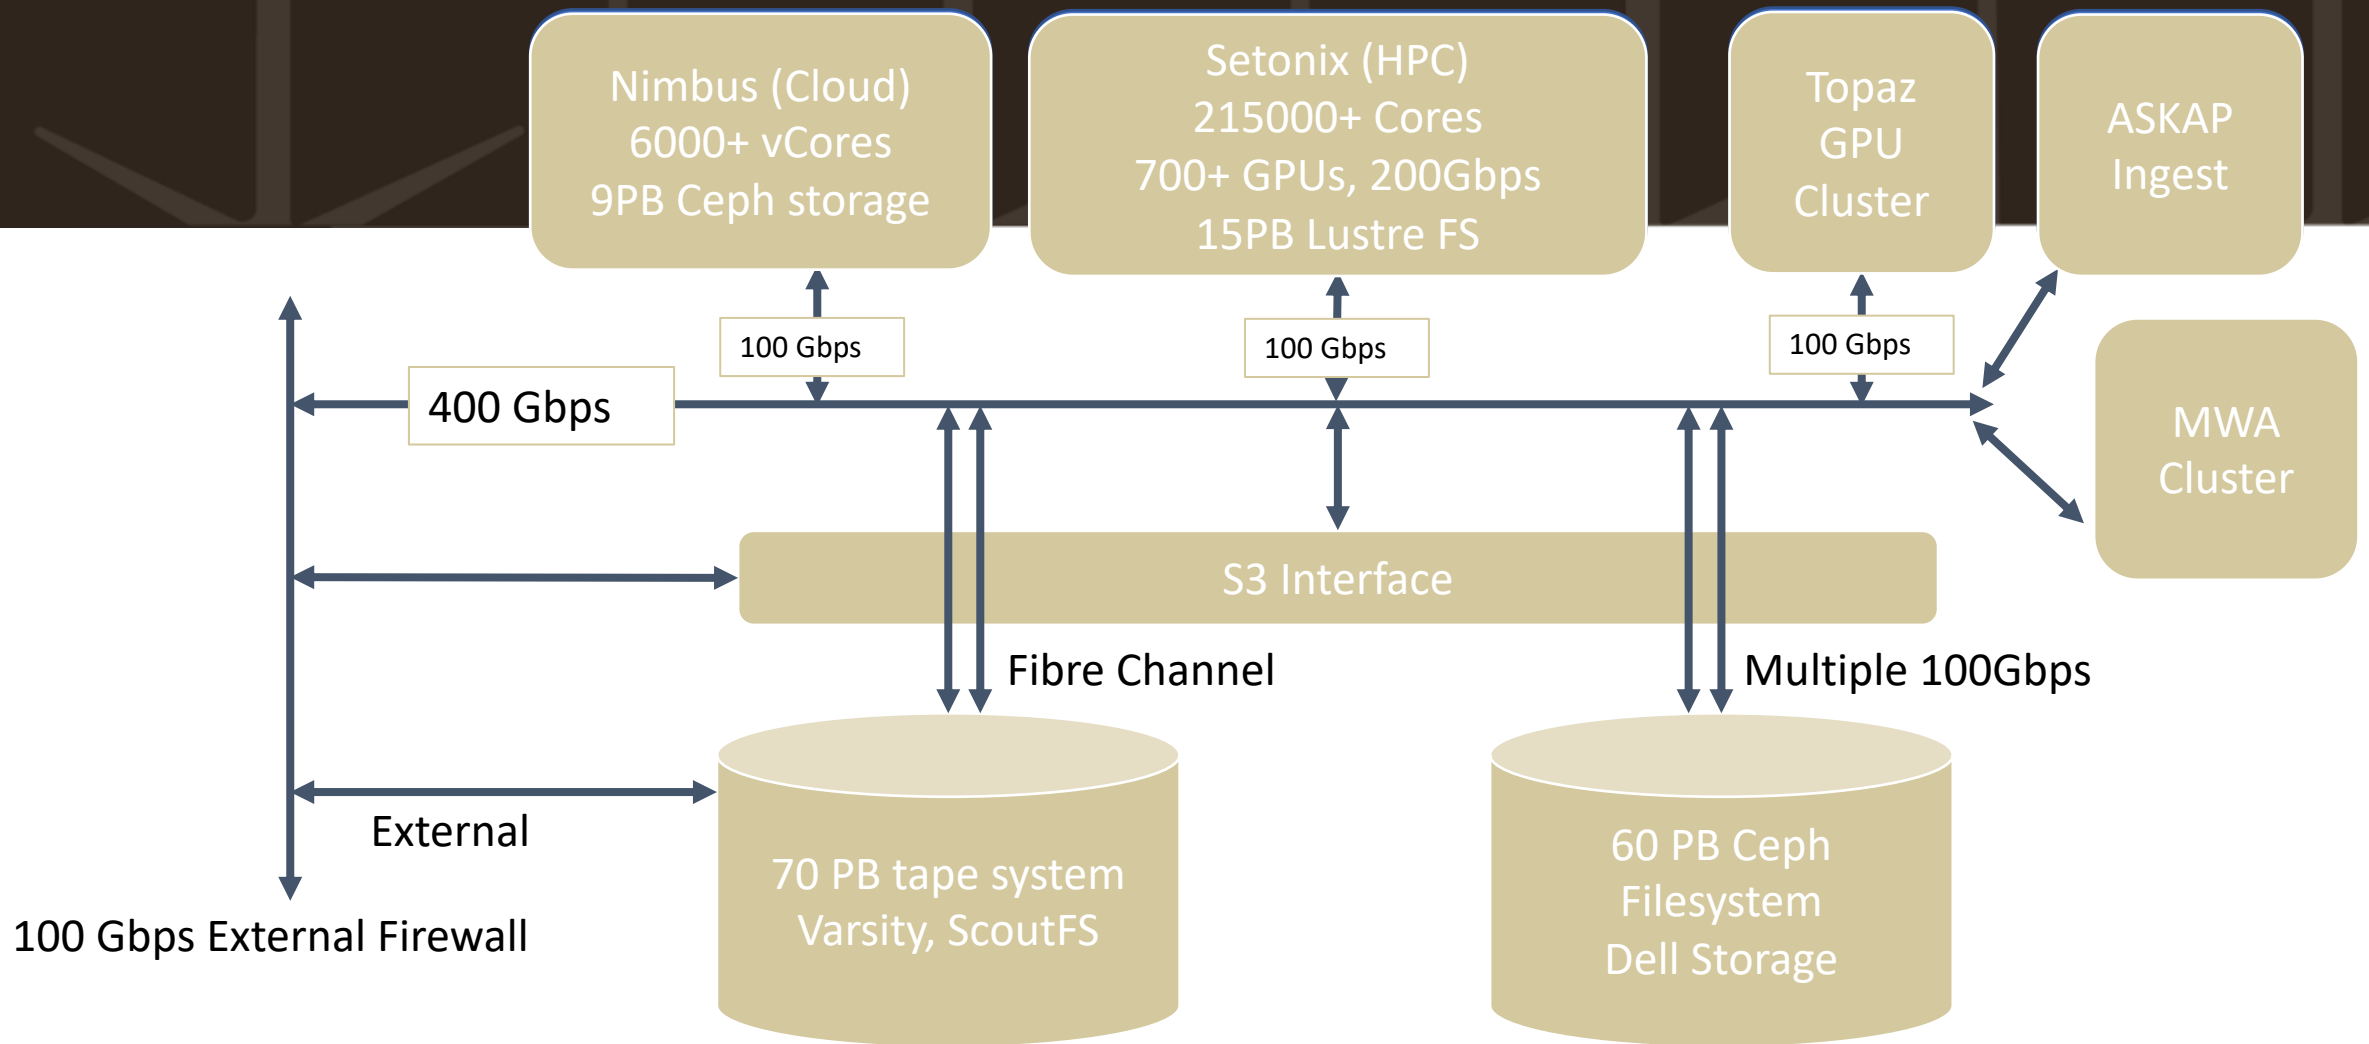 Nimbus (Cloud)
6000+ vCores
9PB Ceph storage
Setonix (HPC)
215000+ Cores
700+ GPUs, 200Gbps
15PB Lustre FS
Topaz
GPU
Cluster
ASKAP
Ingest
100 Gbps
100 Gbps
100 Gbps
400 Gbps
MWA
Cluster
S3 Interface
Fibre Channel
Multiple 100Gbps
External
70 PB tape system
Varsity, ScoutFS
60 PB Ceph
Filesystem
Dell Storage
100 Gbps External Firewall